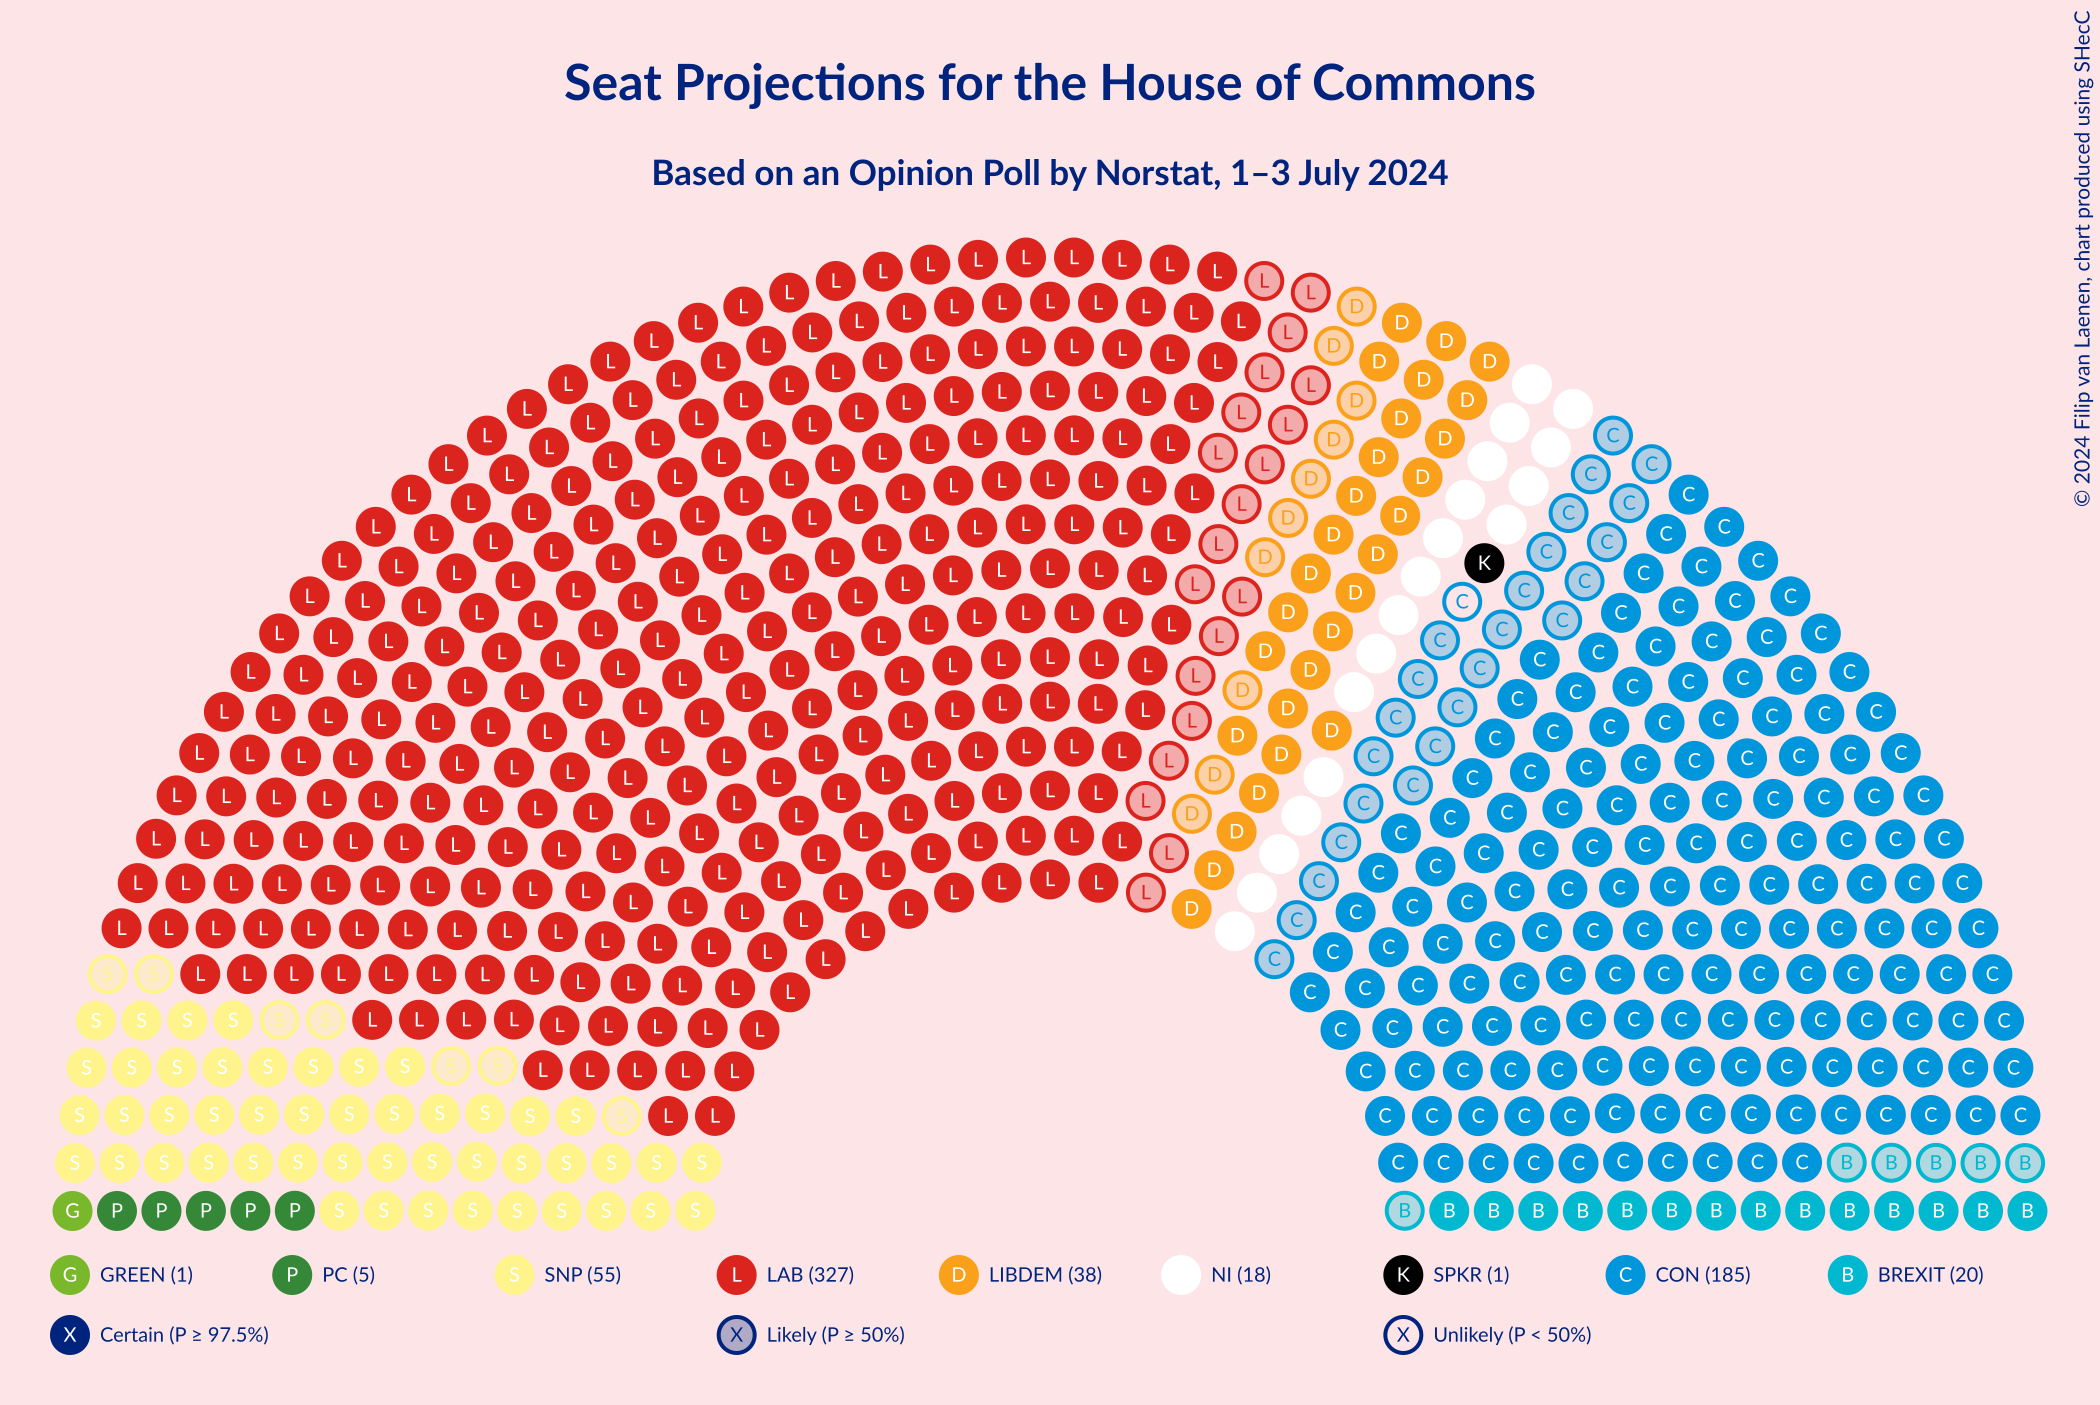 Seat Projections for the House of Commons
Based on an Opinion Poll by Norstat, 1–3 July 2024
© 2024 Filip van Laenen, chart produced using SHecC
G GREEN (1)
P PC (5)
S SNP (55)
L LAB (327)
D LIBDEM (38)
NI (18)
K SPKR (1)
C CON (185)
B BREXIT (20)
X Certain (P ≥ 97.5%)
X Likely (P ≥ 50%)
X Unlikely (P < 50%)